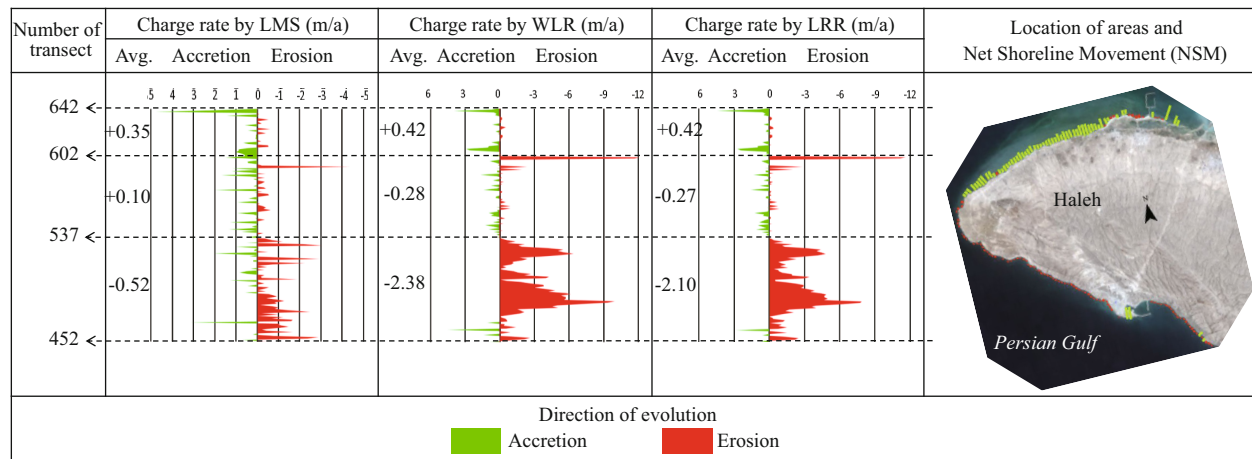 Number of transect
Charge rate by LMS (m/a)
Charge rate by WLR (m/a)
Charge rate by LRR (m/a)
Location of areas and
Net Shoreline Movement (NSM)
Avg. Accretion Erosion
Avg. Accretion Erosion
Avg. Accretion Erosion
5 4 3 2 1 0 -1 -2 -3 -4 -5
6 3 0 -3 -6 -9 -12
6 3 0 -3 -6 -9 -12
642
+0.35
+0.42
+0.42
602
+0.10
-0.28
-0.27
537
-0.52
-2.38
-2.10
452
N
Haleh
Persian Gulf
Direction of evolution
Accretion
Erosion